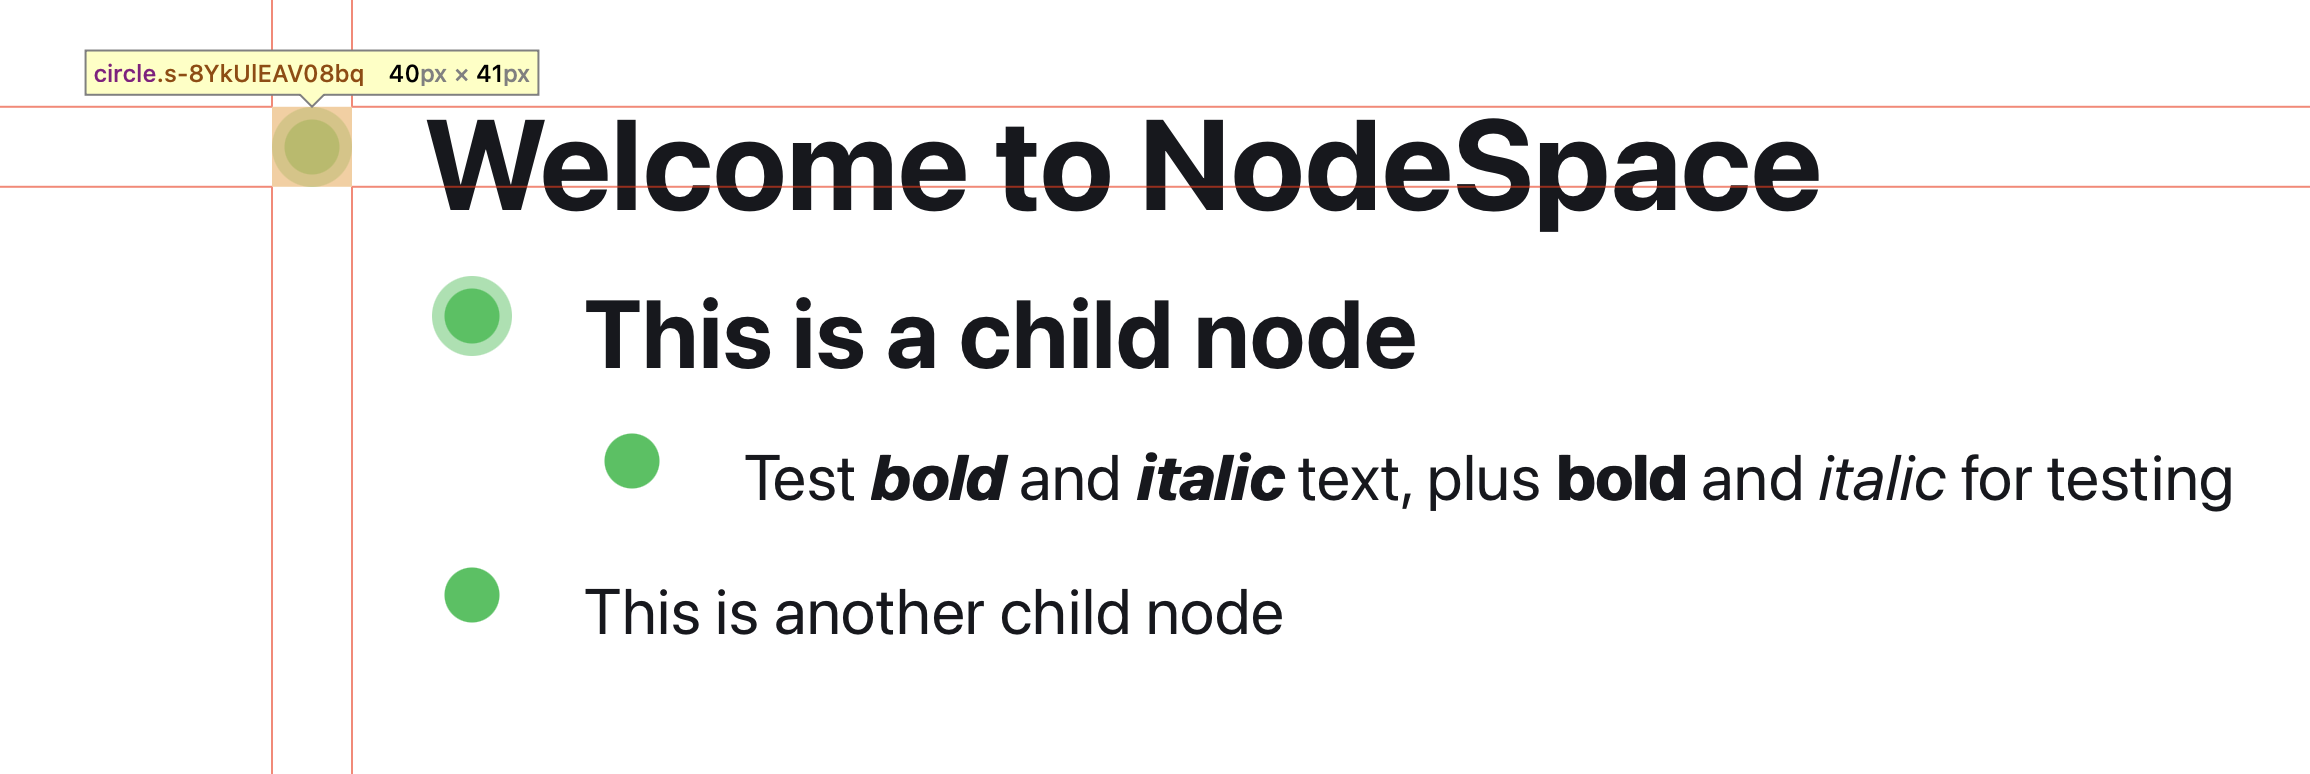 circle.s-8YkUlEAV08bq 40px × 41px
Welcome to NodeSpace
This is a child node
Test bold and italic text, plus bold and italic for testing
This is another child node